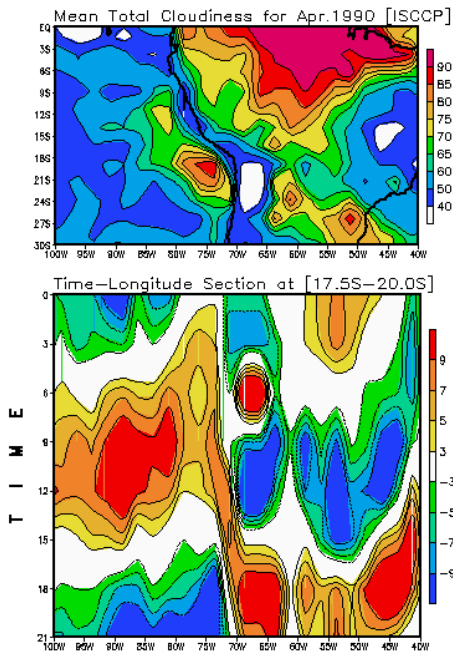 Mean Total Cloudiness for Apr.1990 [ISCCP]
EQ
3S
6S
9S
12S
15S
18S
21S
24S
27S
30S
100W 95W 90W 85W 80W 75W 70W 65W 60W 55W 50W 45W 40W
90
85
80
75
70
65
60
50
40
Time-Longitude Section at [17.5S-20.0S]
TIME
0
3
6
9
12
15
18
21
100W 95W 90W 85W 80W 75W 70W 65W 60W 55W 50W 45W 40W
9
7
5
3
-3
-5
-7
-9